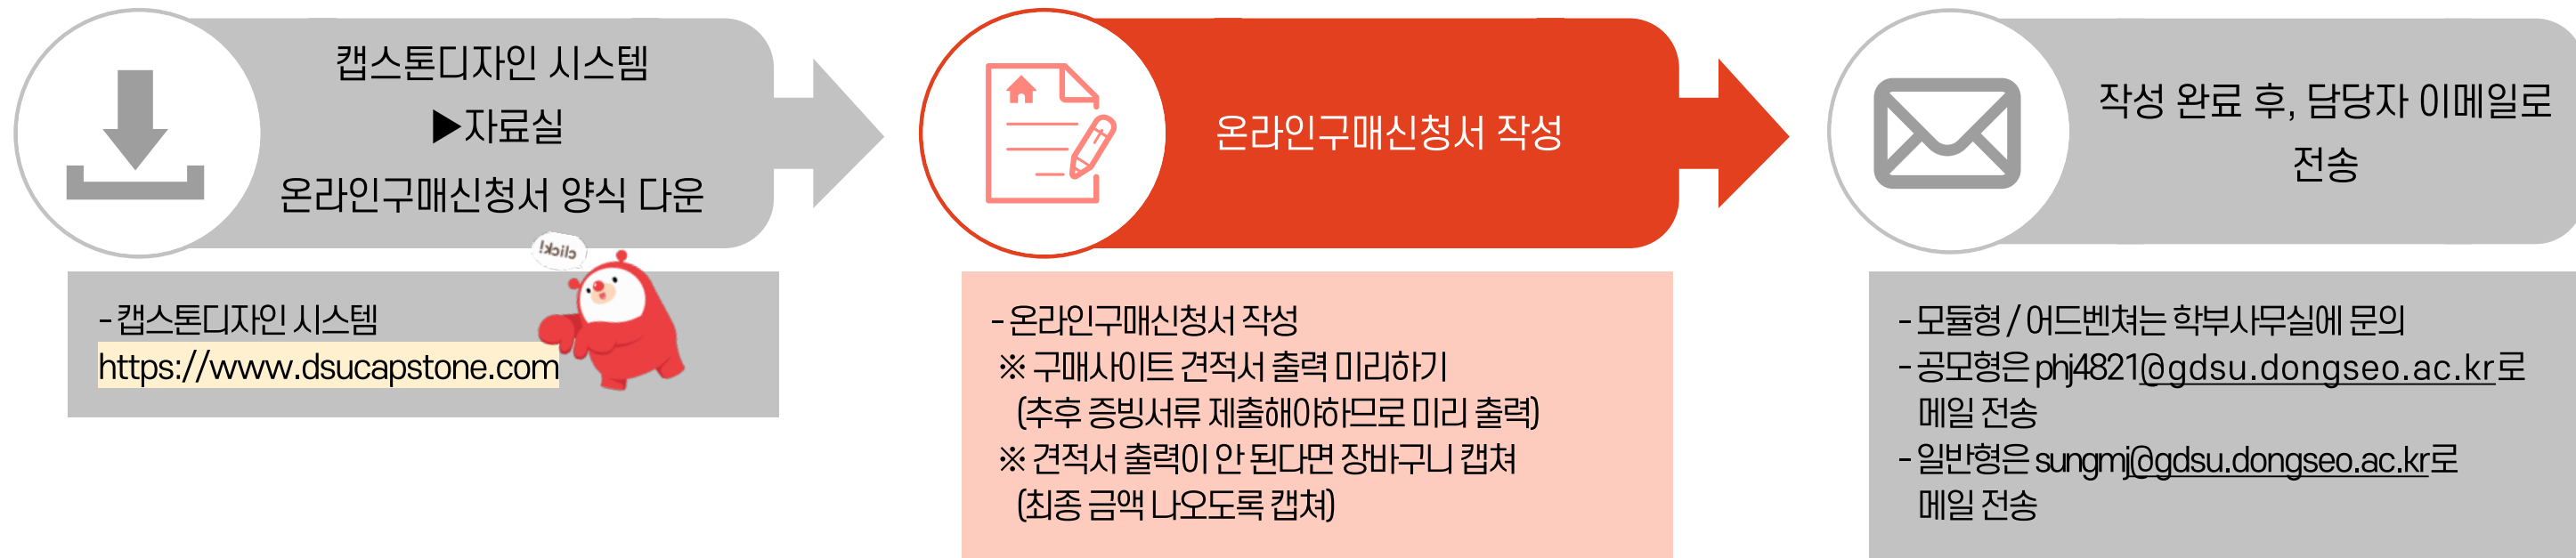 캡스톤디자인 시스템
▶자료실
온라인구매신청서 양식 다운
click!
- 캡스톤디자인 시스템
https://www.dsucapstone.com
온라인구매신청서 작성
- 온라인구매신청서 작성
※ 구매사이트 견적서 출력 미리하기
(추후 증빙서류 제출해야하므로 미리 출력)
※ 견적서 출력이 안 된다면 장바구니 캡쳐
(최종 금액 나오도록 캡쳐)
작성 완료 후, 담당자 이메일로
전송
- 모듈형 / 어드벤쳐는 학부사무실에 문의
- 공모형은 phj4821@gdsu.dongseo.ac.kr로
메일 전송
- 일반형은 sungmj@gdsu.dongseo.ac.kr로
메일 전송